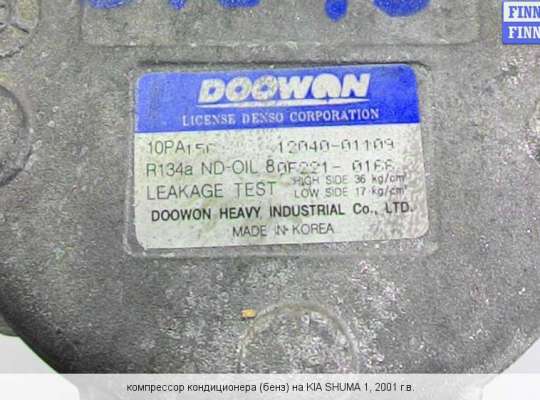 FINN
FINN
DOOWON
LICENSE DENSO CORPORATION
10PA15C 12040-01109
R134a ND-OIL 8 0F221-
LEAKAGE TEST HIGH SIDE 36 kg/cm²
LOW SIDE 17 kg/cm²
DOOWON HEAVY INDUSTRIAL Co., LTD.
MADE IN KOREA
компрессор кондиционера (бенз) на KIA SHUMA 1, 2001 г.в.